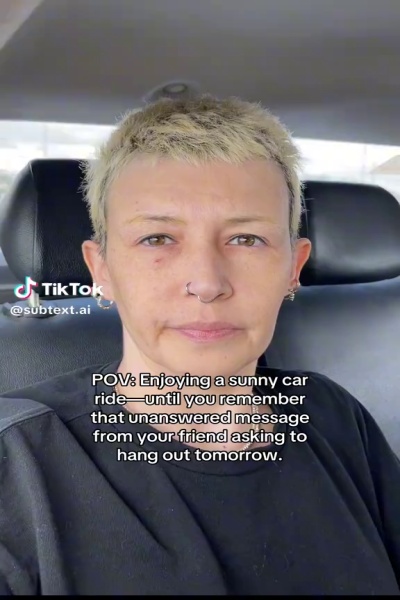 TikTok
@subtext.ai
POV: Enjoying a sunny car
ride—until you remember
that unanswered message
from your friend asking to
hang out tomorrow.